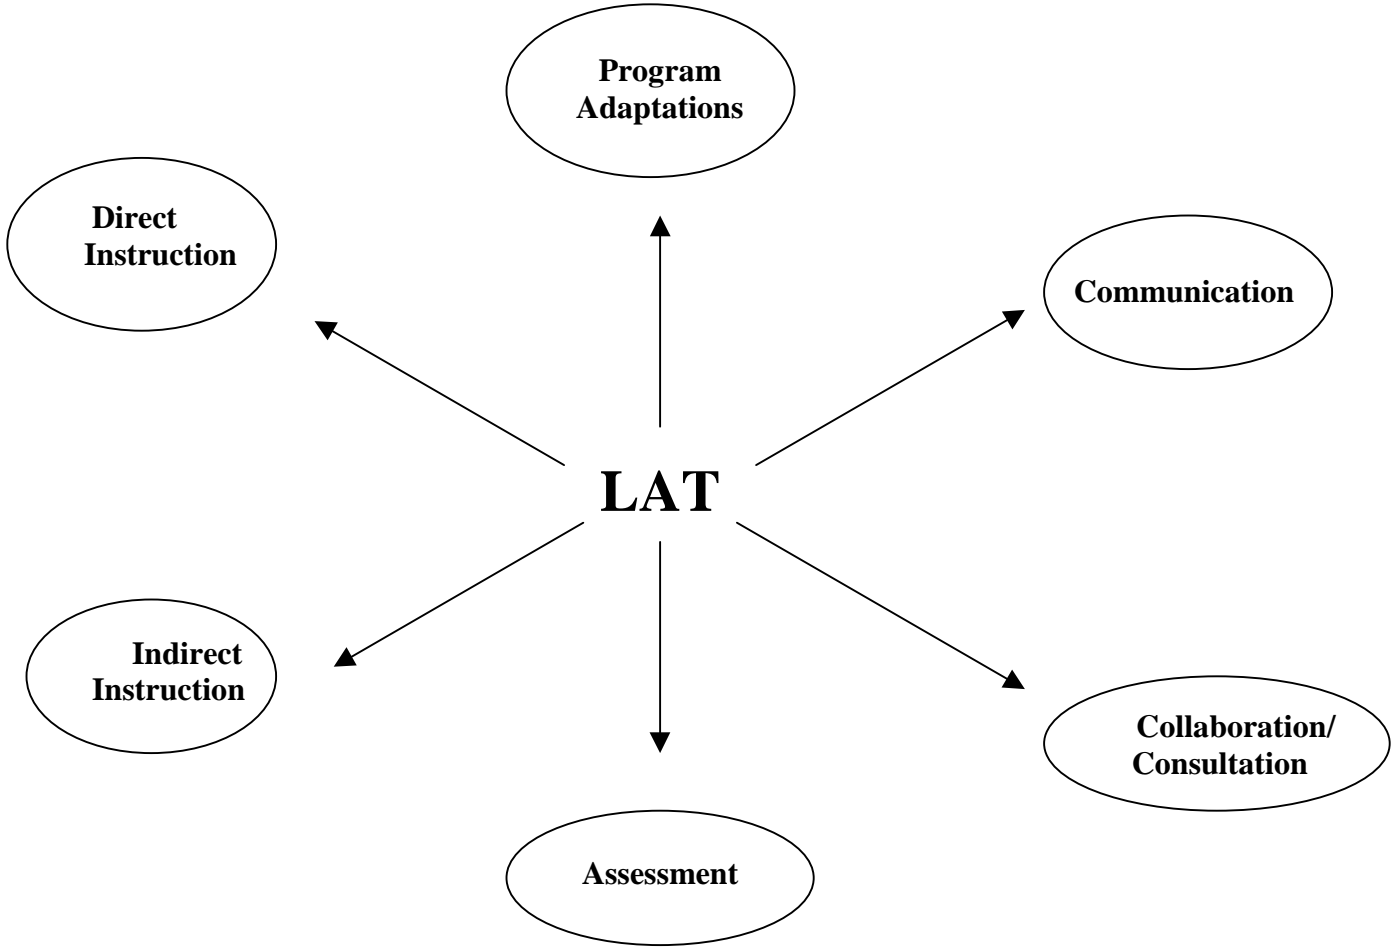 Program
Adaptations
Direct
Instruction
Communication
LAT
Indirect
Instruction
Collaboration/
Consultation
Assessment